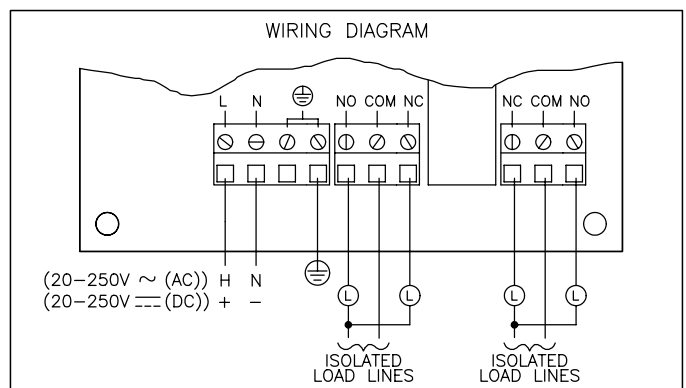 WIRING DIAGRAM
L N NO COM NC NC COM NO
(20-250V ~ (AC)) H N
(20-250V ⎓ (DC)) + -
L L L L
ISOLATED LOAD LINES
ISOLATED LOAD LINES